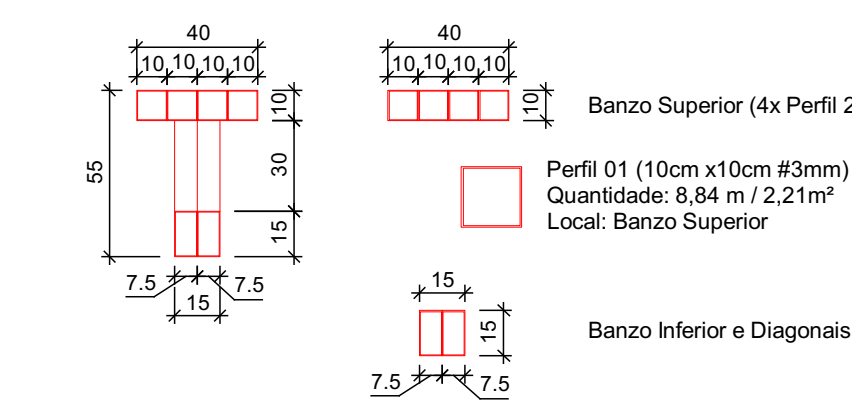 40
10 10 10 10
10
55
30
15
7.5
7.5
15
40
10 10 10 10
10
Banzo Superior (4x Perfil 2
Perfil 01 (10cm x10cm #3mm)
Quantidade: 8,84 m / 2,21m²
Local: Banzo Superior
15
15
Banzo Inferior e Diagonais
7.5
7.5